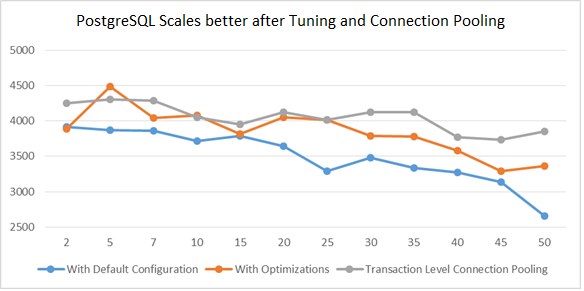 PostgreSQL Scales better after Tuning and Connection Pooling
5000
4500
4000
3500
3000
2500
2 5 7 10 15 20 25 30 35 40 45 50
With Default Configuration With Optimizations Transaction Level Connection Pooling